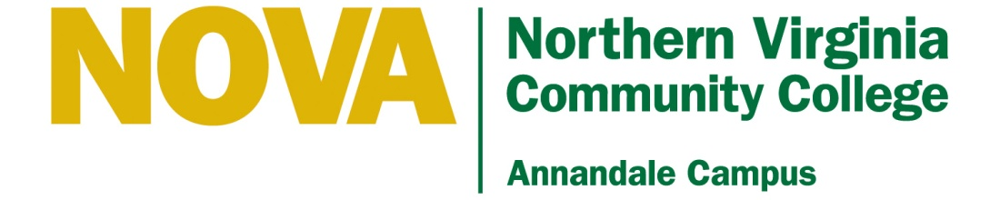 NOVA
Northern Virginia
Community College
Annandale Campus